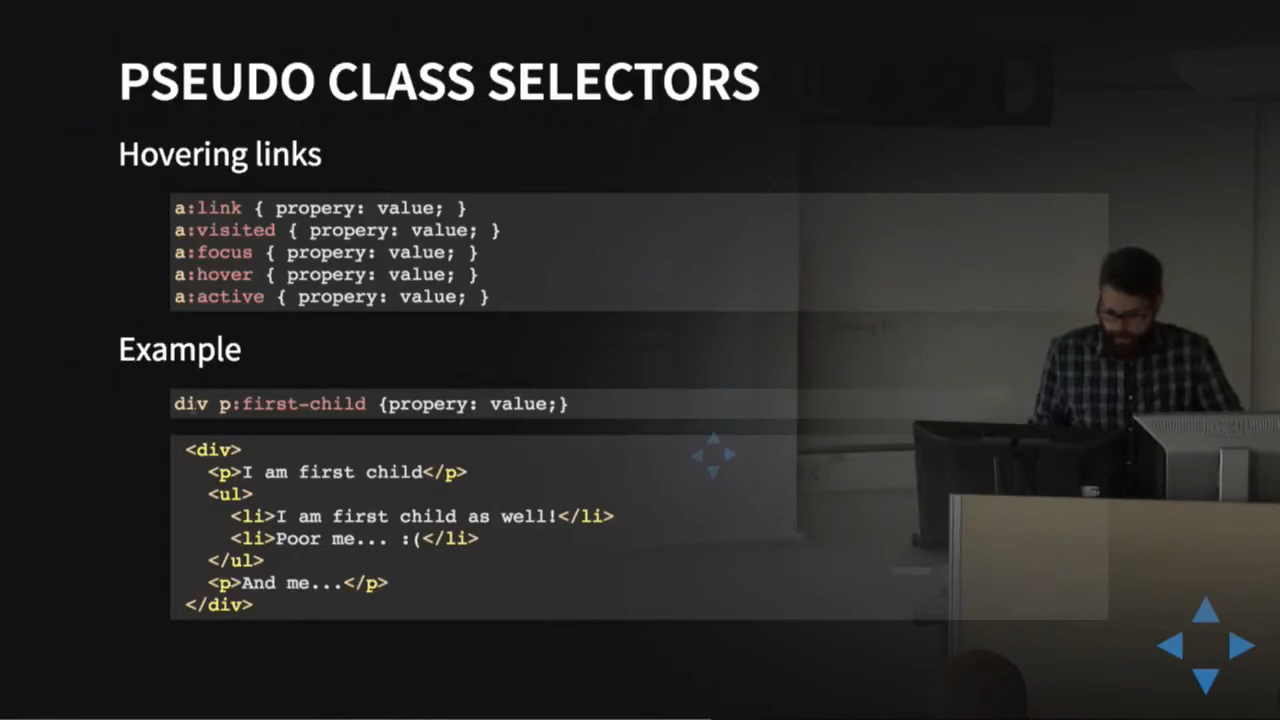 PSEUDO CLASS SELECTORS
Hovering links
a:link { propery: value; }
a:visited { propery: value; }
a:focus { propery: value; }
a:hover { propery: value; }
a:active { propery: value; }
Example
div p:first-child {propery: value;}
<div>
<p>I am first child</p>
<ul>
<li>I am first child as well!</li>
<li>Poor me... :(</li>
</ul>
<p>And me...</p>
</div>